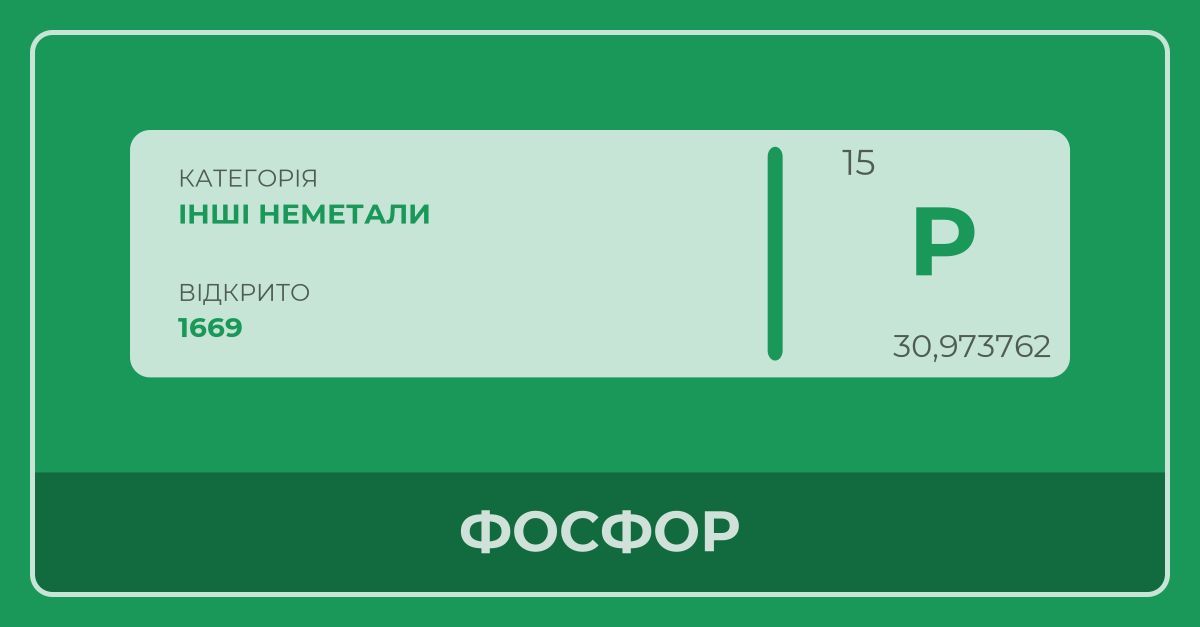 КАТЕГОРІЯ
ІНШІ НЕМЕТАЛИ
ВІДКРИТО
1669
15
P
30,973762
ФОСФОР